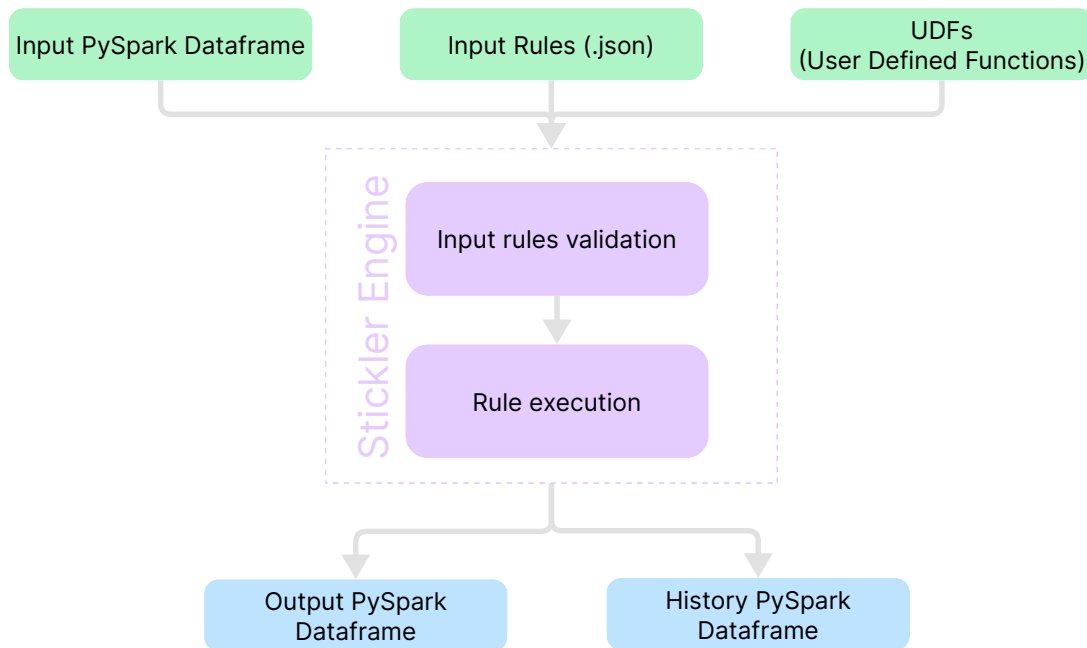 Input PySpark Dataframe
Input Rules (.json)
UDFs
(User Defined Functions)
Stickler Engine
Input rules validation
Rule execution
Output PySpark
Dataframe
History PySpark
Dataframe